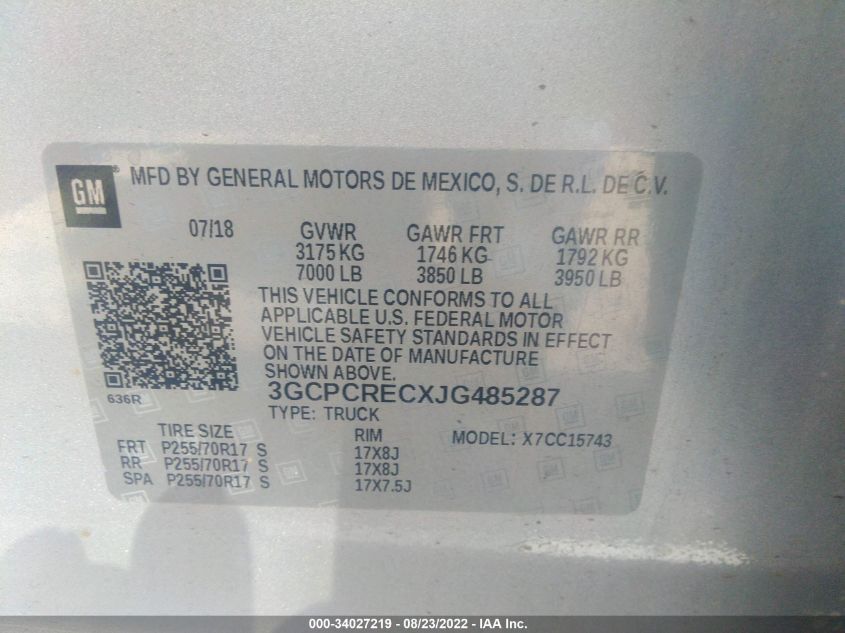 GM ® MFD BY GENERAL MOTORS DE MEXICO, S. DE R.L. DE C.V.
07/18 GVWR GAWR FRT GAWR RR
3175 KG 1746 KG 1792 KG
7000 LB 3850 LB 3950 LB
THIS VEHICLE CONFORMS TO ALL
APPLICABLE U.S. FEDERAL MOTOR
VEHICLE SAFETY STANDARDS IN EFFECT
ON THE DATE OF MANUFACTURE
SHOWN ABOVE.
636R 3GCPCRECXJG485287
TYPE: TRUCK
TIRE SIZE RIM MODEL: X7CC15743
FRT P255/70R17 S 17X8J
RR P255/70R17 S 17X8J
SPA P255/70R17 S 17X7.5J
000-34027219 - 08/23/2022 - IAA Inc.